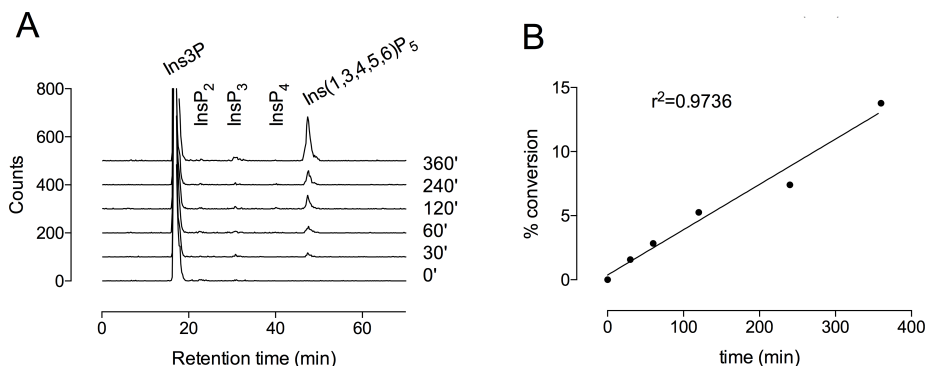 A
Ins3P
InsP2
InsP3
InsP4
Ins(1,3,4,5,6)P5
800
600
400
200
0
Counts
360'
240'
120'
60'
30'
0'
0
20
40
60
Retention time (min)
B
15
10
5
0
% conversion
r2=0.9736
0
100
200
300
400
time (min)